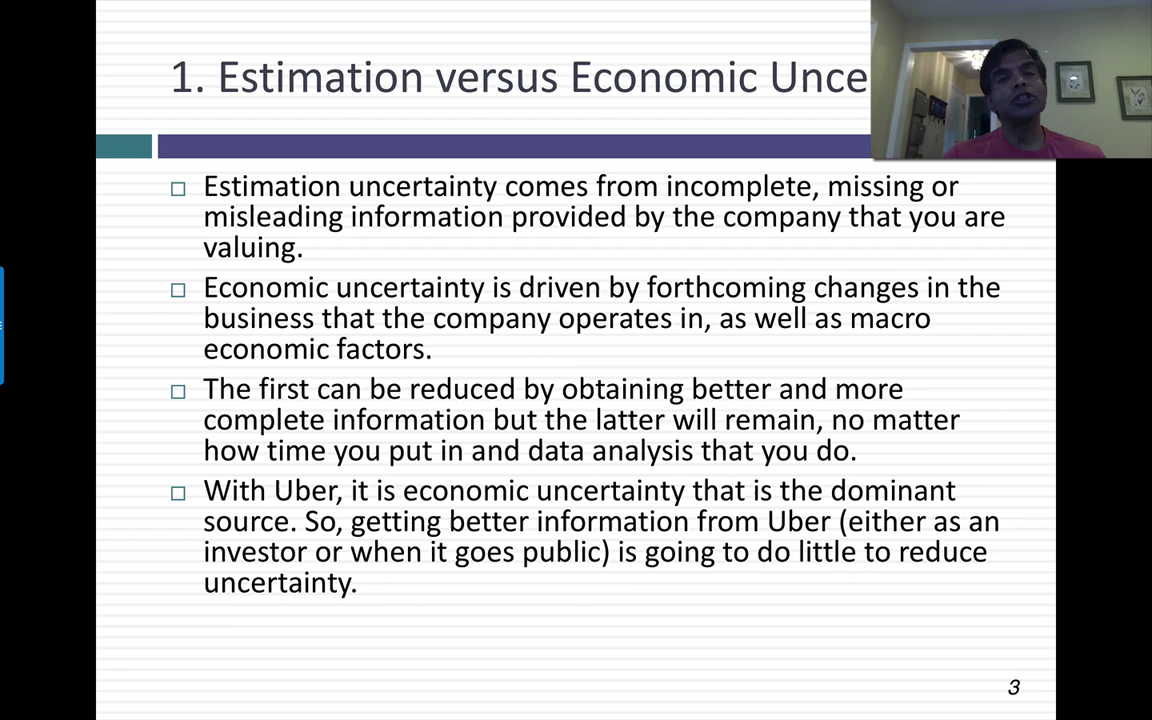 1. Estimation versus Economic Unce
Estimation uncertainty comes from incomplete, missing or
misleading information provided by the company that you are
valuing.
Economic uncertainty is driven by forthcoming changes in the
business that the company operates in, as well as macro
economic factors.
The first can be reduced by obtaining better and more
complete information but the latter will remain, no matter
how time you put in and data analysis that you do.
With Uber, it is economic uncertainty that is the dominant
source. So, getting better information from Uber (either as an
investor or when it goes public) is going to do little to reduce
uncertainty.
3